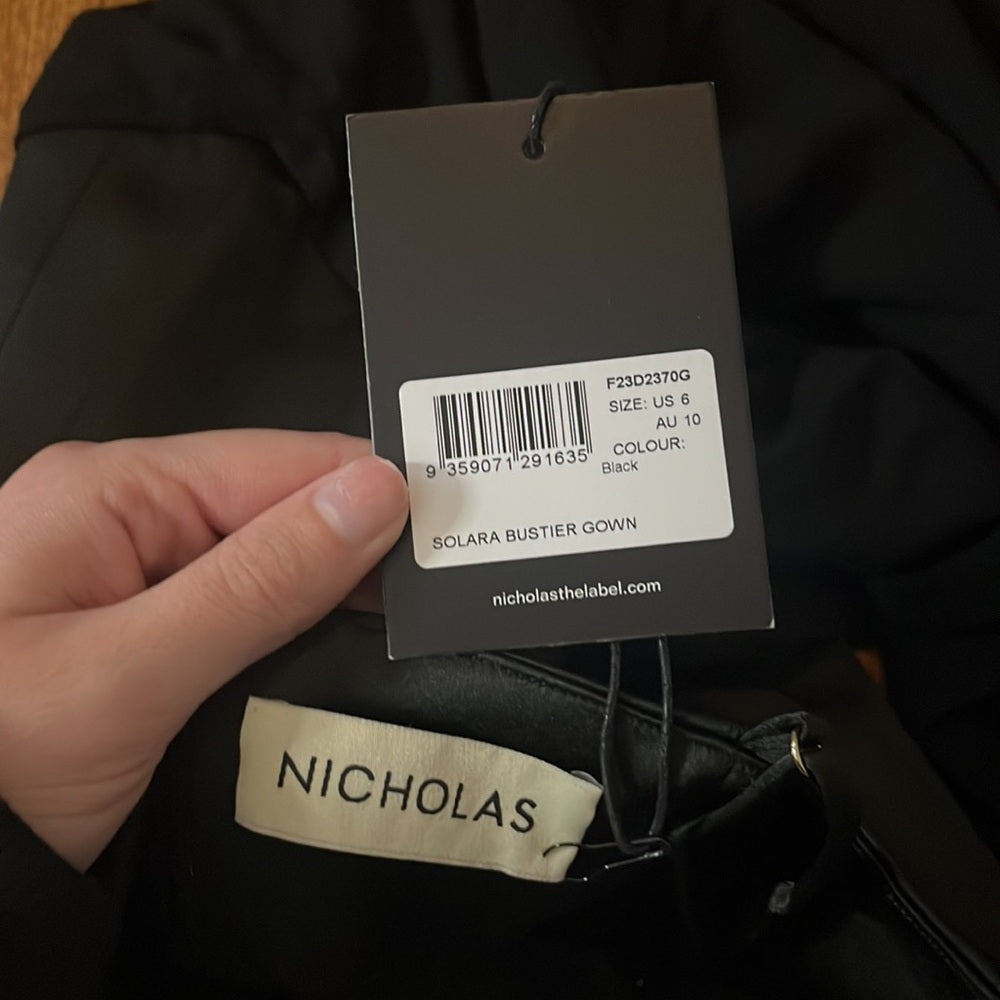 F23D2370G
SIZE: US 6
AU 10
COLOUR:
Black
9 359071 291635
SOLARA BUSTIER GOWN
nicholasthelabel.com
NICHOLAS